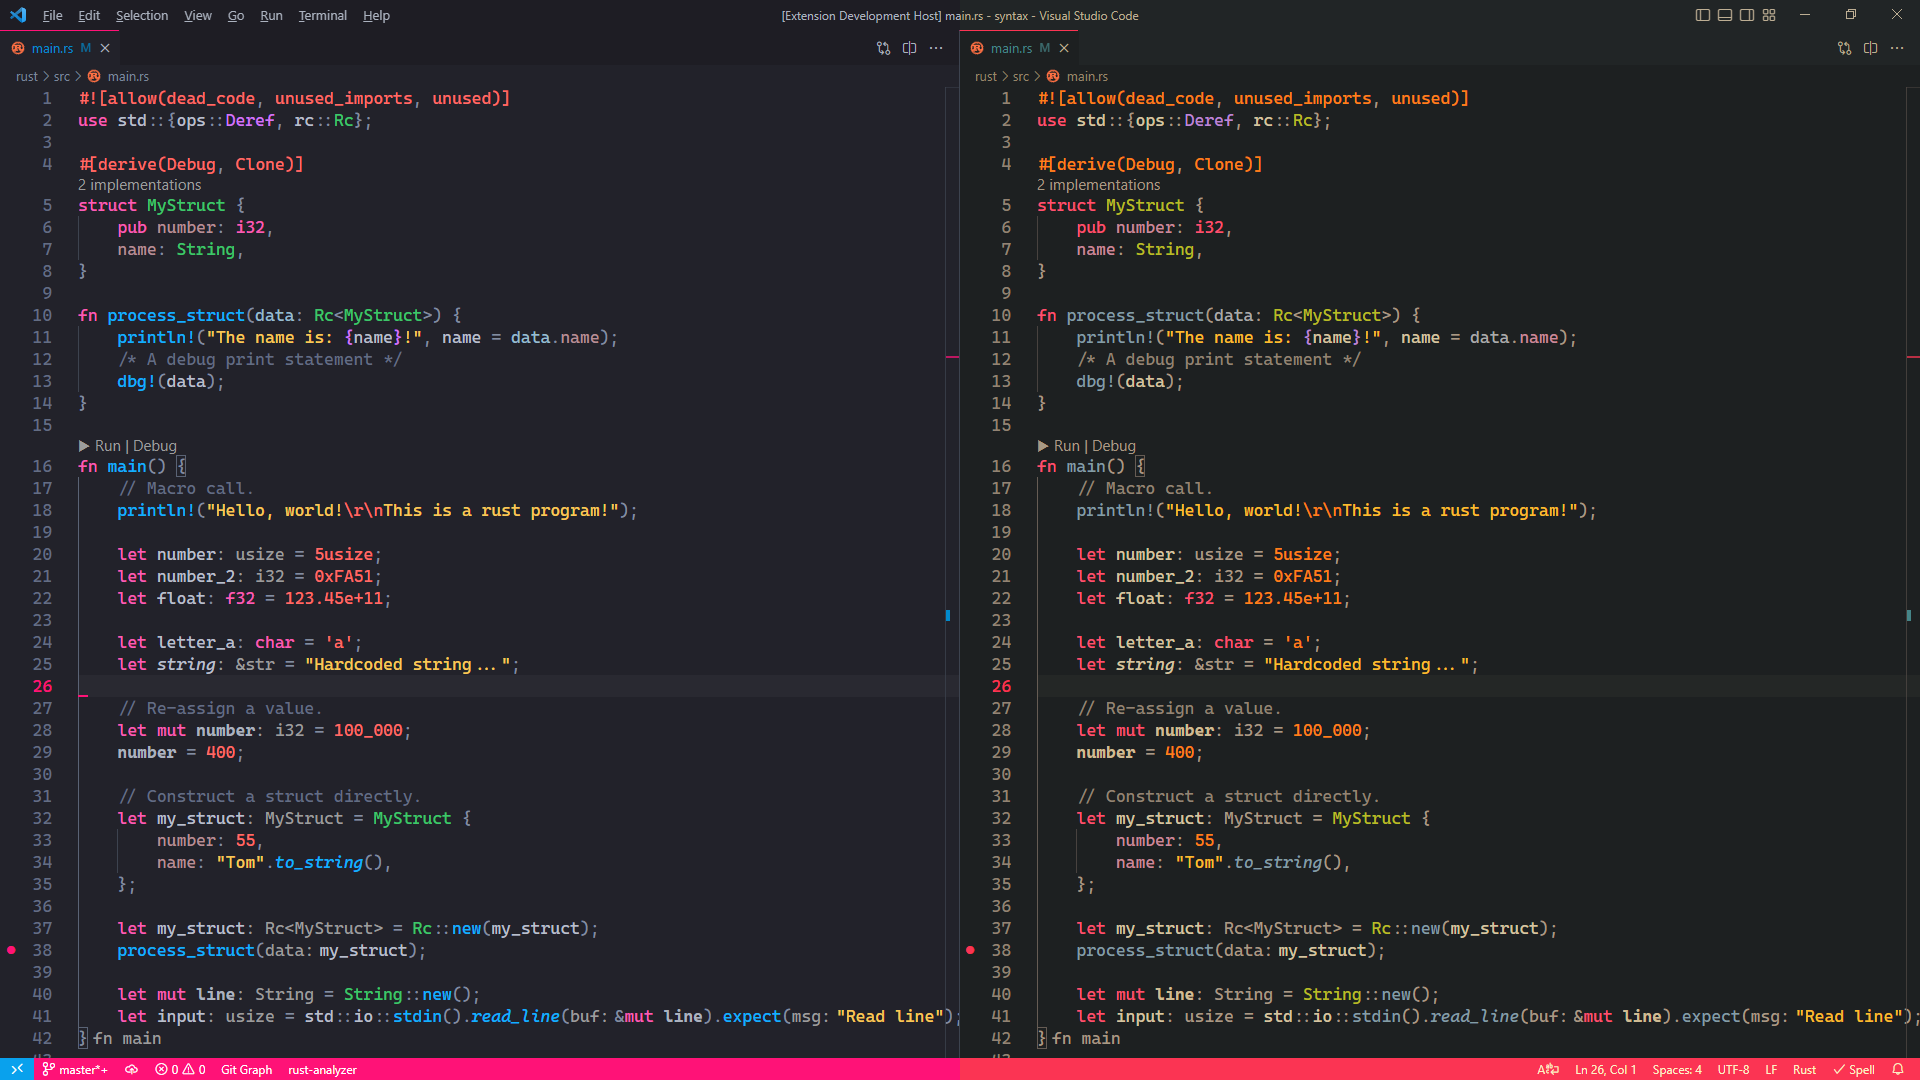 File Edit Selection View Go Run Terminal Help [Extension Development Host] main.rs - syntax - Visual Studio Code
main.rs M
rust > src > main.rs
1 #![allow(dead_code, unused_imports, unused)]
2 use std::{ops::Deref, rc::Rc};
3
4 #[derive(Debug, Clone)]
2 implementations
5 struct MyStruct {
6 pub number: i32,
7 name: String,
8 }
9
10 fn process_struct(data: Rc<MyStruct>) {
11 println!("The name is: {name}!", name = data.name);
12 /* A debug print statement */
13 dbg!(data);
14 }
15
▶ Run | Debug
16 fn main() {
17 // Macro call.
18 println!("Hello, world!\r\nThis is a rust program!");
19
20 let number: usize = 5usize;
21 let number_2: i32 = 0xFA51;
22 let float: f32 = 123.45e+11;
23
24 let letter_a: char = 'a';
25 let string: &str = "Hardcoded string...";
26
27 // Re-assign a value.
28 let mut number: i32 = 100_000;
29 number = 400;
30
31 // Construct a struct directly.
32 let my_struct: MyStruct = MyStruct {
33 number: 55,
34 name: "Tom".to_string(),
35 };
36
37 let my_struct: Rc<MyStruct> = Rc::new(my_struct);
38 process_struct(data: my_struct);
39
40 let mut line: String = String::new();
41 let input: usize = std::io::stdin().read_line(buf: &mut line).expect(msg: "Read line");
42 } fn main
main.rs M
rust > src > main.rs
1 #![allow(dead_code, unused_imports, unused)]
2 use std::{ops::Deref, rc::Rc};
3
4 #[derive(Debug, Clone)]
2 implementations
5 struct MyStruct {
6 pub number: i32,
7 name: String,
8 }
9
10 fn process_struct(data: Rc<MyStruct>) {
11 println!("The name is: {name}!", name = data.name);
12 /* A debug print statement */
13 dbg!(data);
14 }
15
▶ Run | Debug
16 fn main() {
17 // Macro call.
18 println!("Hello, world!\r\nThis is a rust program!");
19
20 let number: usize = 5usize;
21 let number_2: i32 = 0xFA51;
22 let float: f32 = 123.45e+11;
23
24 let letter_a: char = 'a';
25 let string: &str = "Hardcoded string...";
26
27 // Re-assign a value.
28 let mut number: i32 = 100_000;
29 number = 400;
30
31 // Construct a struct directly.
32 let my_struct: MyStruct = MyStruct {
33 number: 55,
34 name: "Tom".to_string(),
35 };
36
37 let my_struct: Rc<MyStruct> = Rc::new(my_struct);
38 process_struct(data: my_struct);
39
40 let mut line: String = String::new();
41 let input: usize = std::io::stdin().read_line(buf: &mut line).expect(msg: "Read line");
42 } fn main
master*+ 0 0 Git Graph rust-analyzer Ln 26, Col 1 Spaces: 4 UTF-8 LF Rust Spell